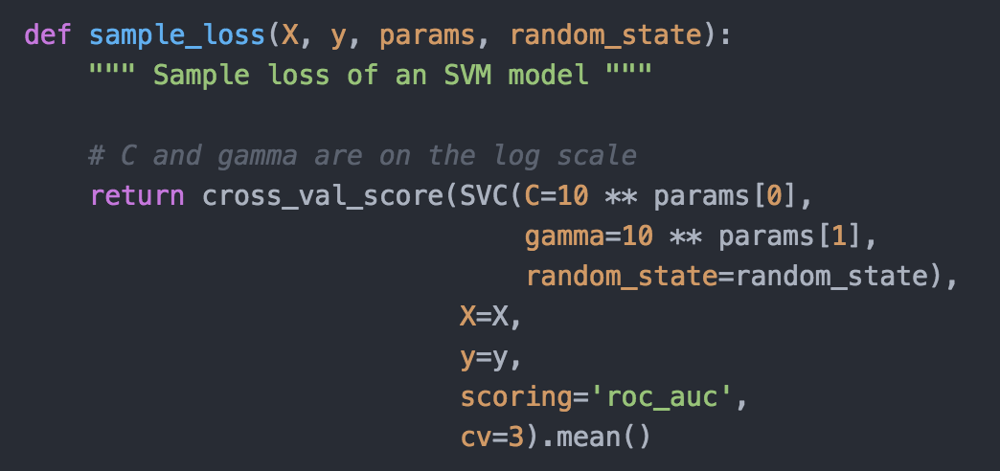 def sample_loss(X, y, params, random_state):
    """ Sample loss of an SVM model """

    # C and gamma are on the log scale
    return cross_val_score(SVC(C=10 ** params[0],
                               gamma=10 ** params[1],
                               random_state=random_state),
                           X=X,
                           y=y,
                           scoring='roc_auc',
                           cv=3).mean()